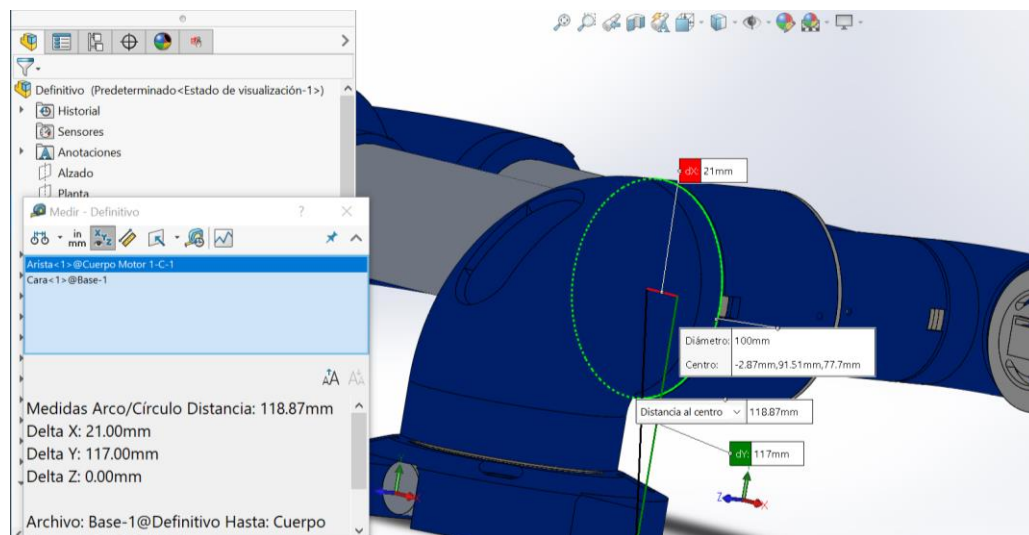 Definitivo (Predeterminado<Estado de visualización-1>)
Historial
Sensores
Anotaciones
Alzado
Planta
Medir - Definitivo
in
mm
XYZ
Arista<1>@Cuerpo Motor 1-C-1
Cara<1>@Base-1
Medidas Arco/Círculo Distancia: 118.87mm
Delta X: 21.00mm
Delta Y: 117.00mm
Delta Z: 0.00mm
Archivo: Base-1@Definitivo Hasta: Cuerpo
dX: 21mm
Diámetro: 100mm
Centro: -2.87mm,91.51mm,77.7mm
Distancia al centro 118.87mm
dY: 117mm
Z
X